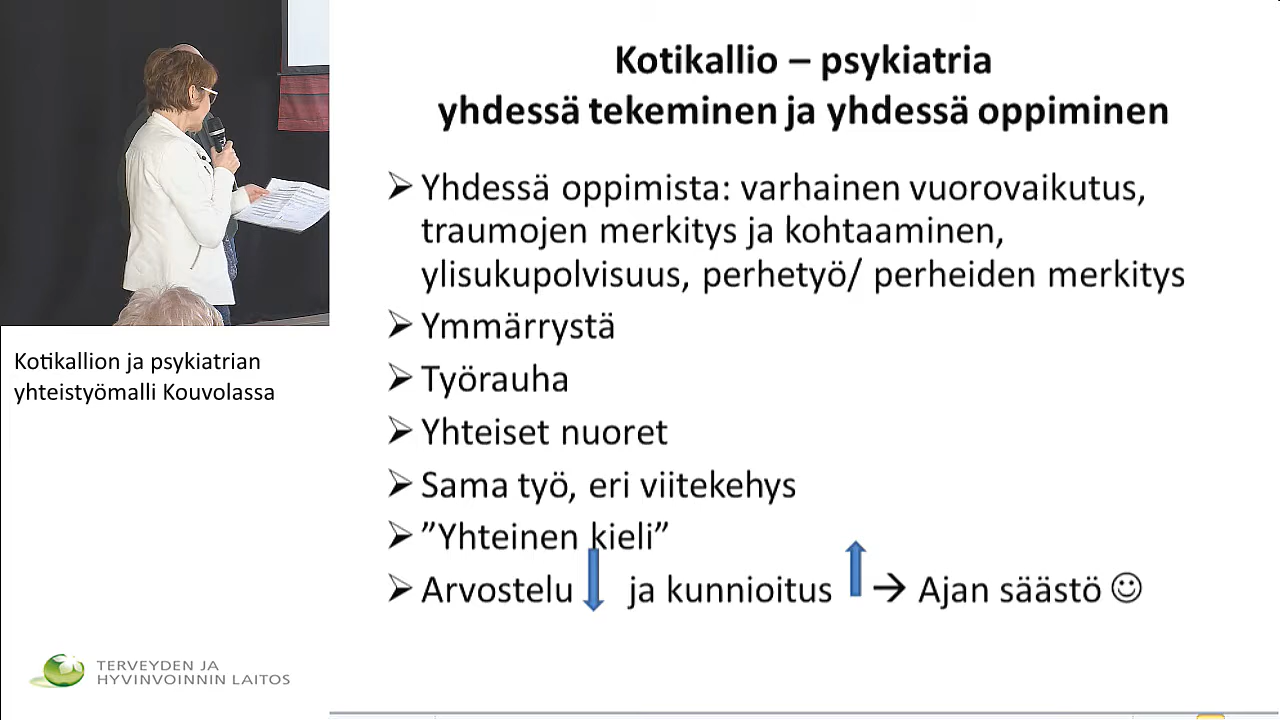 Kotikallio – psykiatria
yhdessä tekeminen ja yhdessä oppiminen
Yhdessä oppimista: varhainen vuorovaikutus,
traumojen merkitys ja kohtaaminen,
ylisukupolvisuus, perhetyö/ perheiden merkitys
Ymmärrystä
Työrauha
Yhteiset nuoret
Sama työ, eri viitekehys
”Yhteinen kieli”
Arvostelu ja kunnioitus → Ajan säästö ☺
Kotikallion ja psykiatrian
yhteistyömalli Kouvolassa
TERVEYDEN JA
HYVINVOINNIN LAITOS